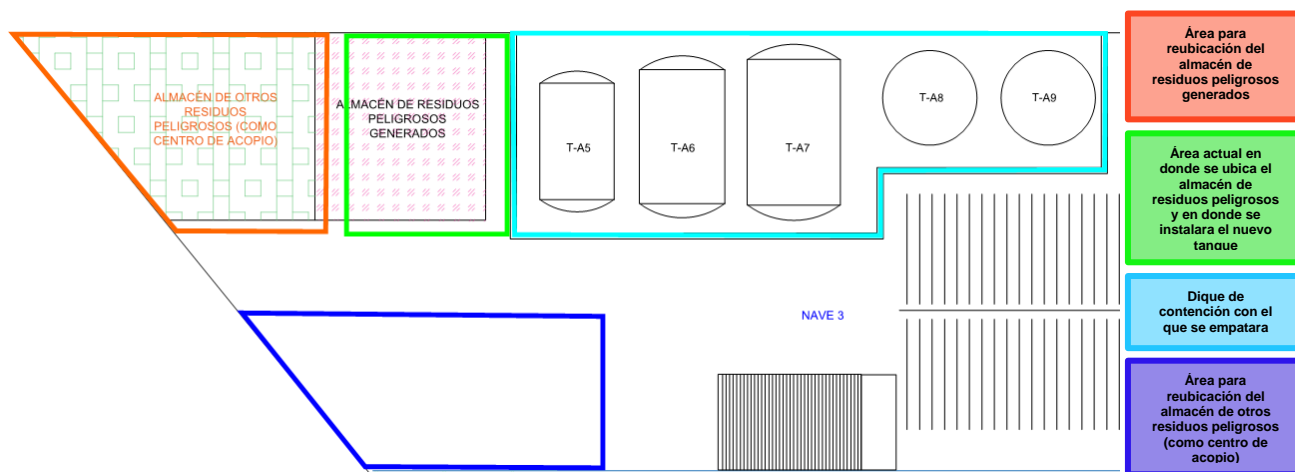 ALMACÉN DE OTROS
RESIDUOS
PELIGROSOS (COMO
CENTRO DE ACOPIO)
ALMACÉN DE RESIDUOS
PELIGROSOS
GENERADOS
T-A5
T-A6
T-A7
T-A8
T-A9
NAVE 3
Área para
reubicación del
almacén de
residuos peligrosos
generados
Área actual en
donde se ubica el
almacén de
residuos peligrosos
y en donde se
instalara el nuevo
tanque
Dique de
contención con el
que se empatara
Área para
reubicación del
almacén de otros
residuos peligrosos
(como centro de
acopio)